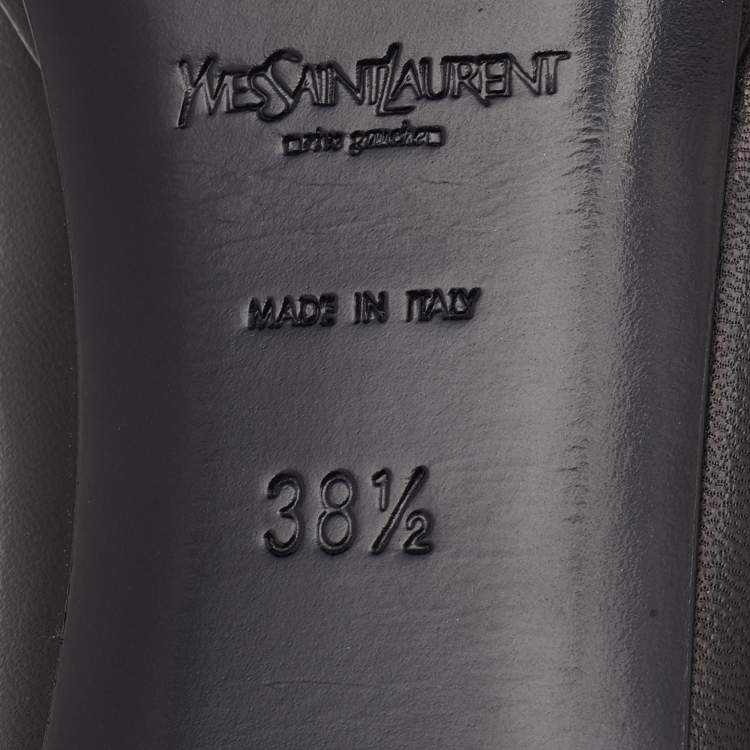 YVESSAINTLAURENT
rive gauche
MADE IN ITALY
38½